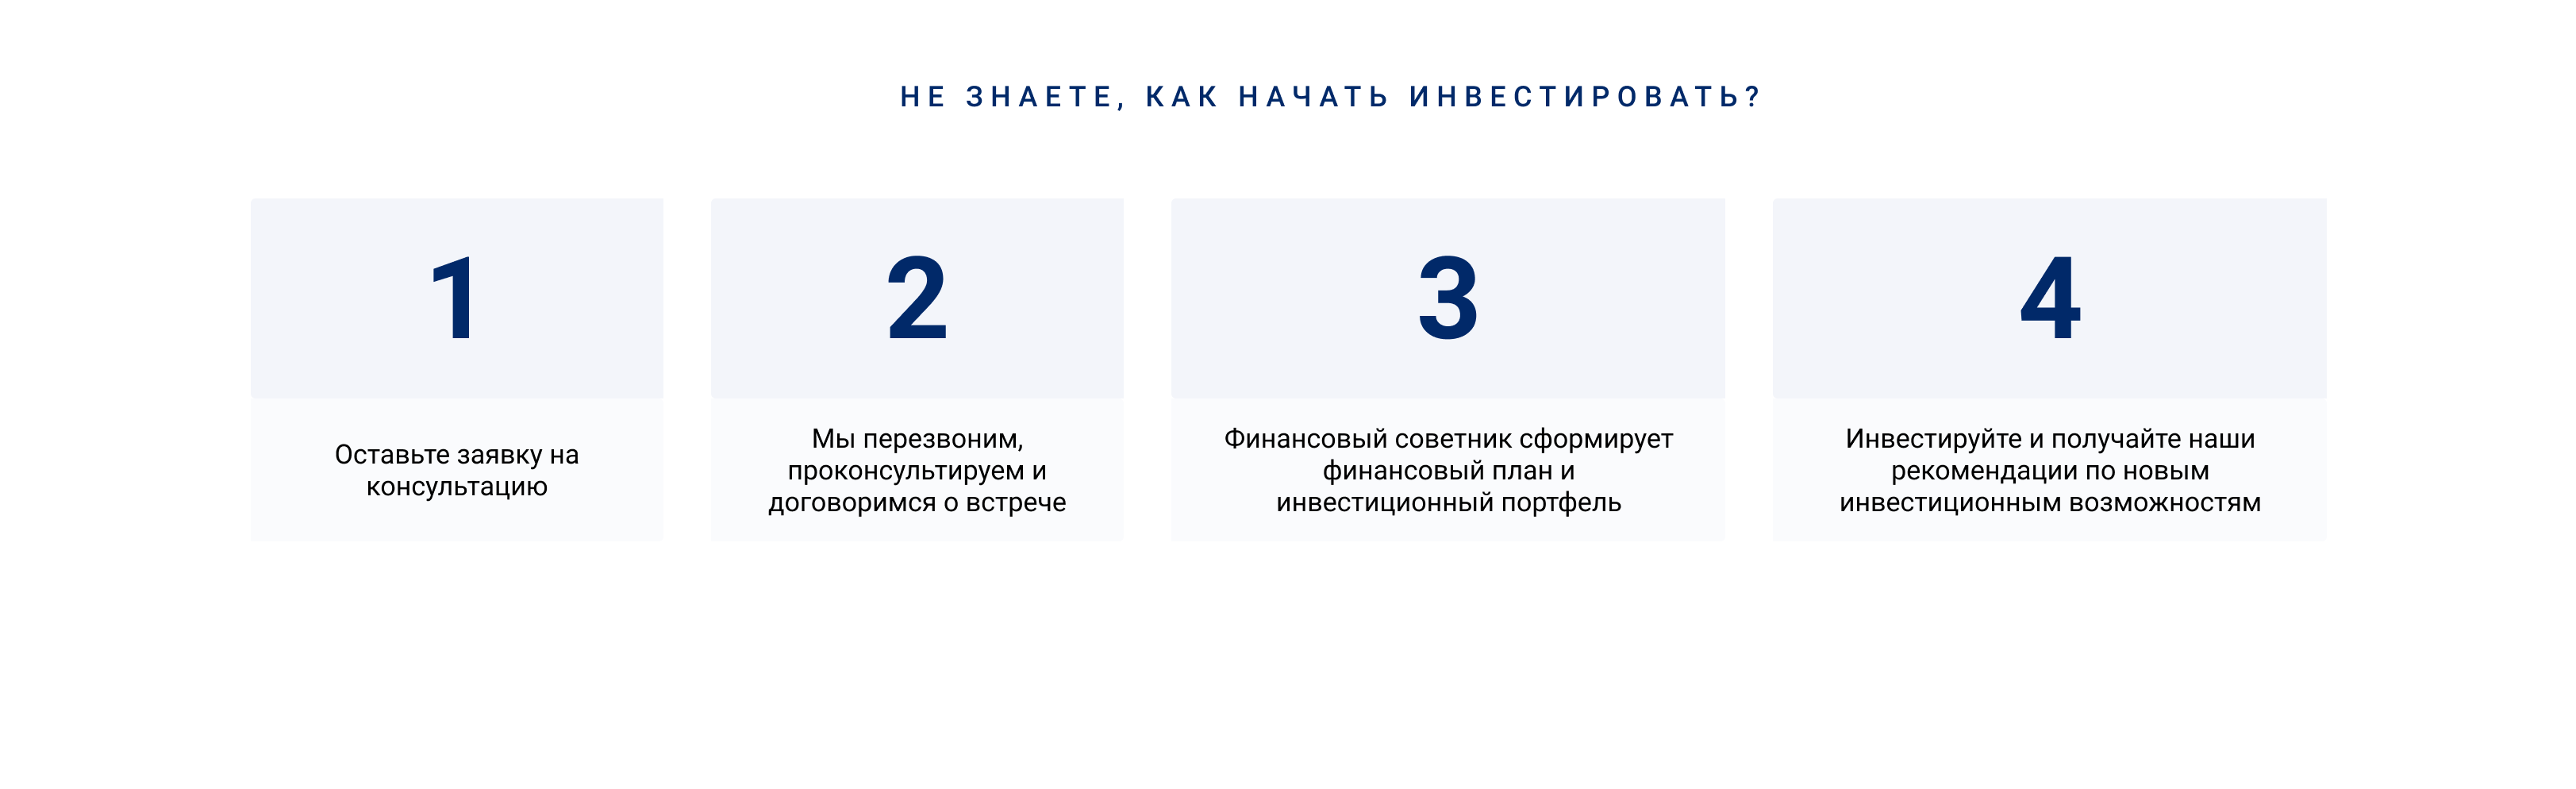 НЕ ЗНАЕТЕ, КАК НАЧАТЬ ИНВЕСТИРОВАТЬ?
1
Оставьте заявку на
консультацию
2
Мы перезвоним,
проконсультируем и
договоримся о встрече
3
Финансовый советник сформирует
финансовый план и
инвестиционный портфель
4
Инвестируйте и получайте наши
рекомендации по новым
инвестиционным возможностям